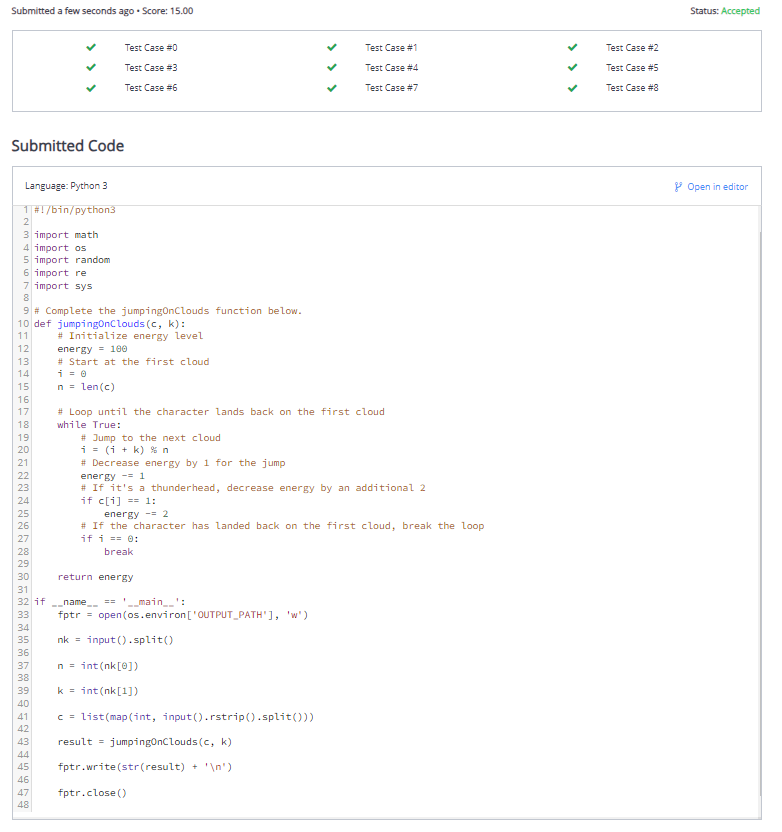 Submitted a few seconds ago • Score: 15.00 Status: Accepted
Test Case #0 Test Case #1 Test Case #2
Test Case #3 Test Case #4 Test Case #5
Test Case #6 Test Case #7 Test Case #8
Submitted Code
Language: Python 3 Open in editor
1 #!/bin/python3
2
3 import math
4 import os
5 import random
6 import re
7 import sys
8
9 # Complete the jumpingOnClouds function below.
10 def jumpingOnClouds(c, k):
11     # Initialize energy level
12     energy = 100
13     # Start at the first cloud
14     i = 0
15     n = len(c)
16
17     # Loop until the character lands back on the first cloud
18     while True:
19         # Jump to the next cloud
20         i = (i + k) % n
21         # Decrease energy by 1 for the jump
22         energy -= 1
23         # If it's a thunderhead, decrease energy by an additional 2
24         if c[i] == 1:
25             energy -= 2
26         # If the character has landed back on the first cloud, break the loop
27         if i == 0:
28             break
29
30     return energy
31
32 if __name__ == '__main__':
33     fptr = open(os.environ['OUTPUT_PATH'], 'w')
34
35     nk = input().split()
36
37     n = int(nk[0])
38
39     k = int(nk[1])
40
41     c = list(map(int, input().rstrip().split()))
42
43     result = jumpingOnClouds(c, k)
44
45     fptr.write(str(result) + '\n')
46
47     fptr.close()
48